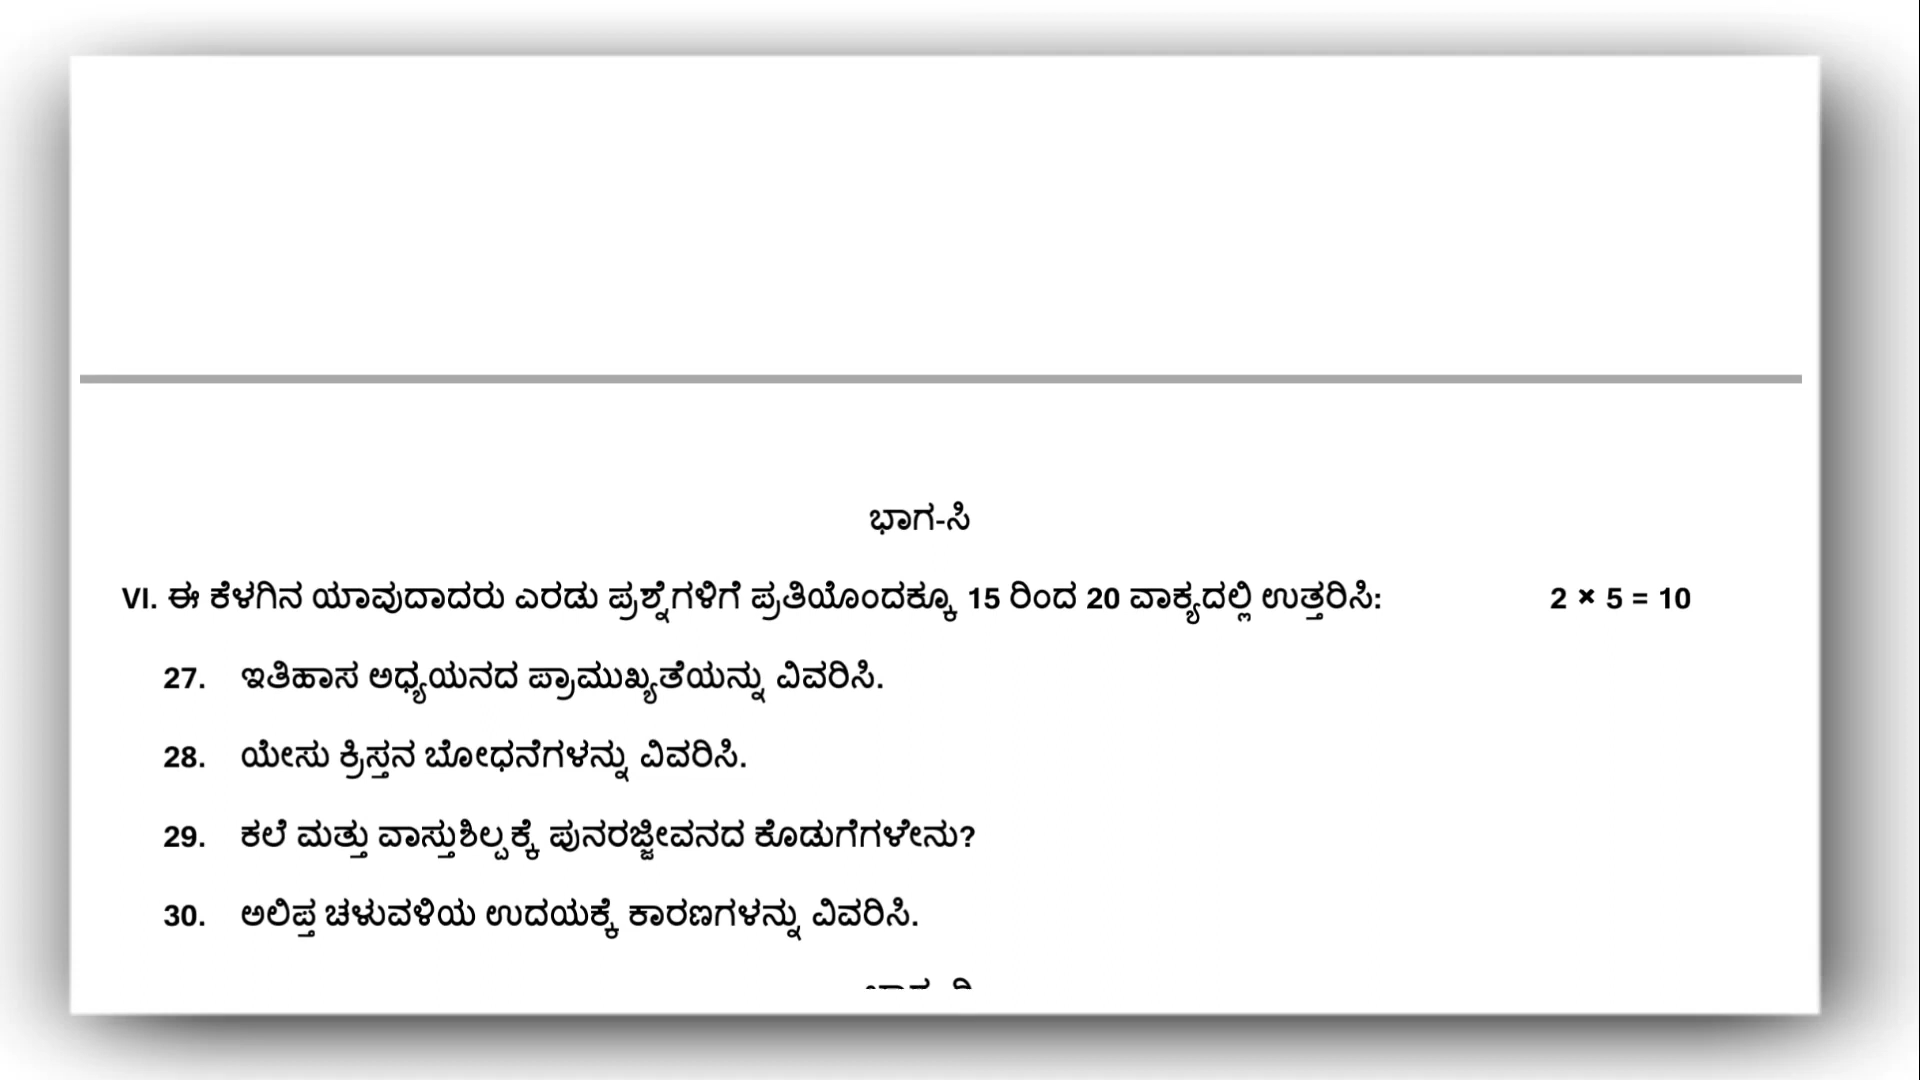 ಭಾಗ-ಸಿ
VI. ಈ ಕೆಳಗಿನ ಯಾವುದಾದರು ಎರಡು ಪ್ರಶ್ನೆಗಳಿಗೆ ಪ್ರತಿಯೊಂದಕ್ಕೂ 15 ರಿಂದ 20 ವಾಕ್ಯದಲ್ಲಿ ಉತ್ತರಿಸಿ: 2 × 5 = 10
27. ಇತಿಹಾಸ ಅಧ್ಯಯನದ ಪ್ರಾಮುಖ್ಯತೆಯನ್ನು ವಿವರಿಸಿ.
28. ಯೇಸು ಕ್ರಿಸ್ತನ ಬೋಧನೆಗಳನ್ನು ವಿವರಿಸಿ.
29. ಕಲೆ ಮತ್ತು ವಾಸ್ತುಶಿಲ್ಪಕ್ಕೆ ಪುನರಜ್ಜೀವನದ ಕೊಡುಗೆಗಳೇನು?
30. ಅಲಿಪ್ತ ಚಳುವಳಿಯ ಉದಯಕ್ಕೆ ಕಾರಣಗಳನ್ನು ವಿವರಿಸಿ.